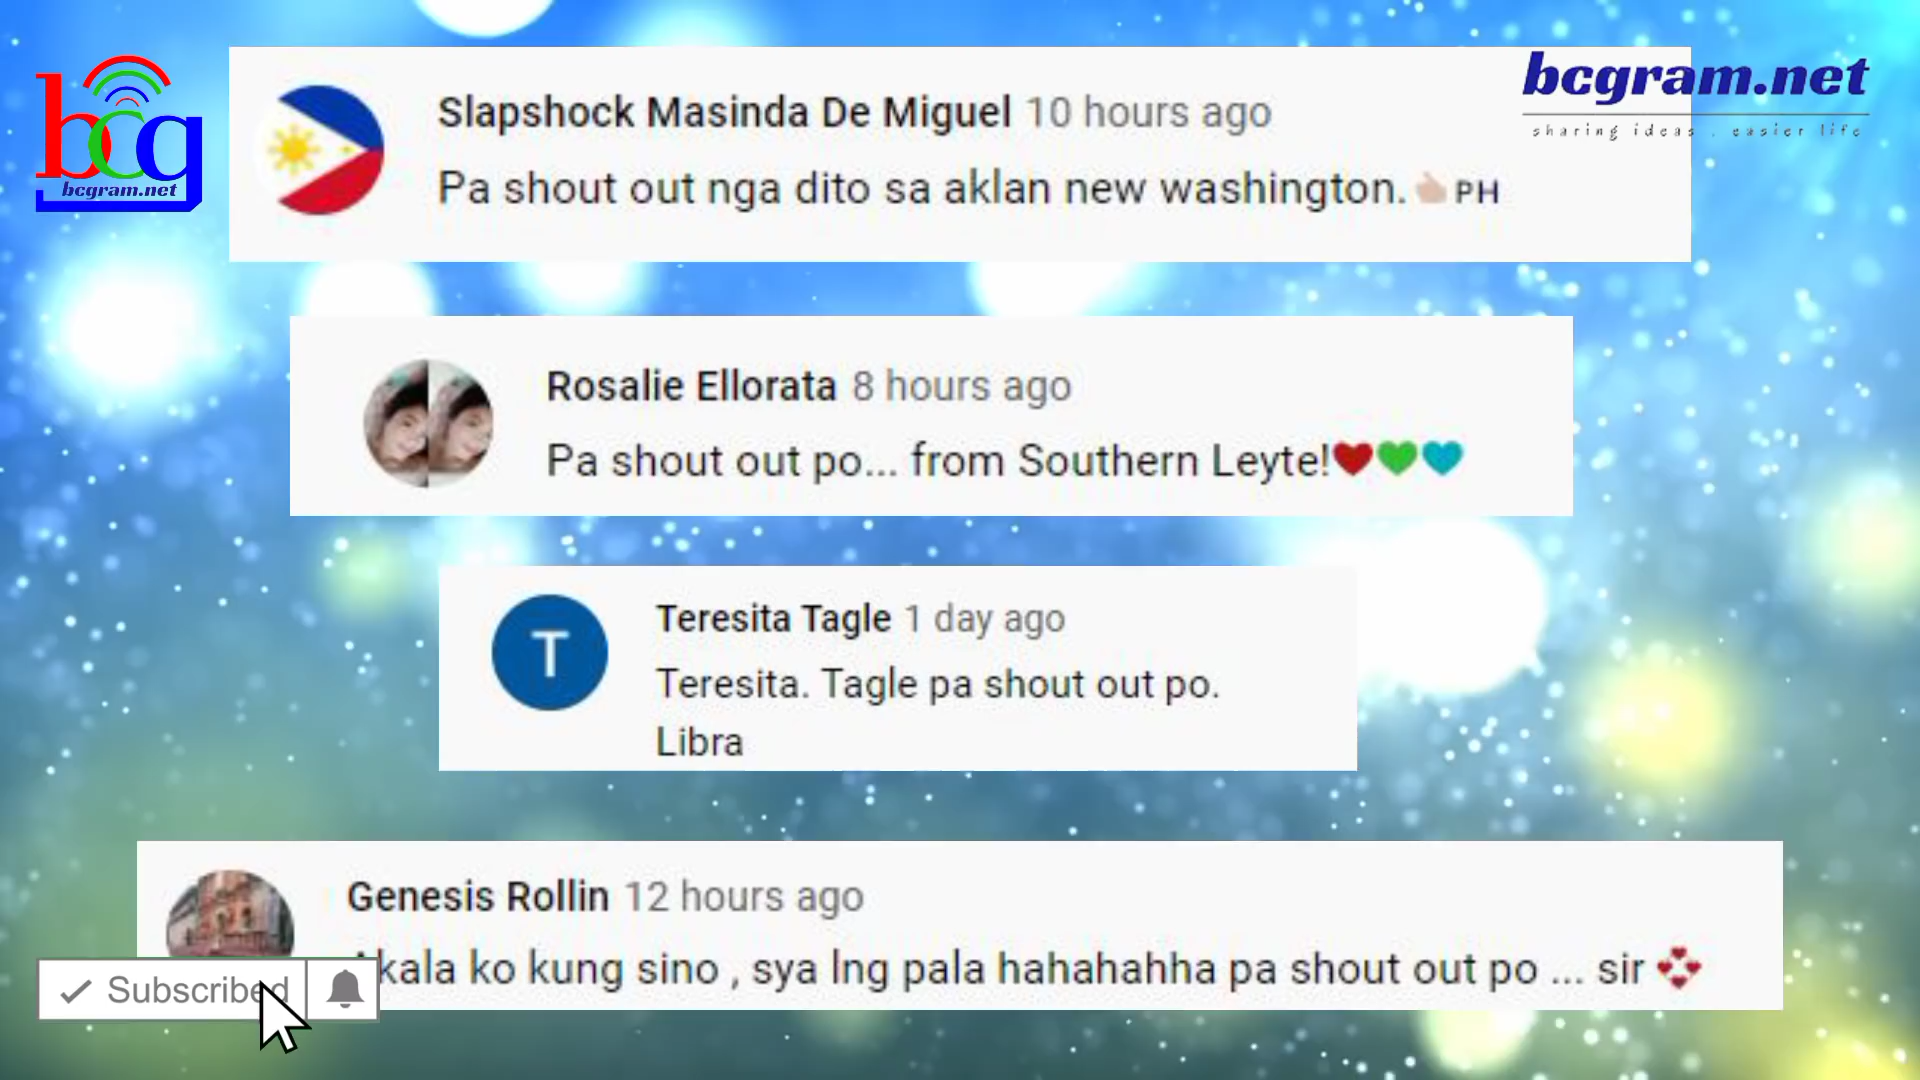 bcg
bcgram.net
bcgram.net
sharing ideas . easier life
Slapshock Masinda De Miguel 10 hours ago
Pa shout out nga dito sa aklan new washington.👆🏻PH
Rosalie Ellorata 8 hours ago
Pa shout out po... from Southern Leyte!❤️💚💙
T
Teresita Tagle 1 day ago
Teresita. Tagle pa shout out po.
Libra
Genesis Rollin 12 hours ago
Akala ko kung sino , sya lng pala hahahahha pa shout out po ... sir 💞
Subscribed